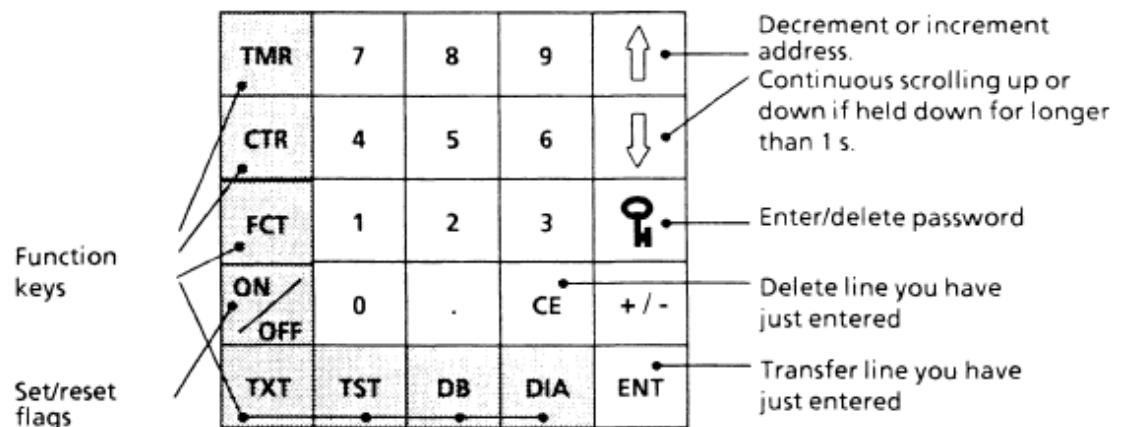 Decrement or increment
address.
Continuous scrolling up or
down if held down for longer
than 1 s.
TMR 7 8 9
CTR 4 5 6
FCT 1 2 3
Enter/delete password
Function
keys
ON
OFF
0 . CE + / -
Delete line you have
just entered
TXT TST DB DIA ENT
Transfer line you have
just entered
Set/reset
flags